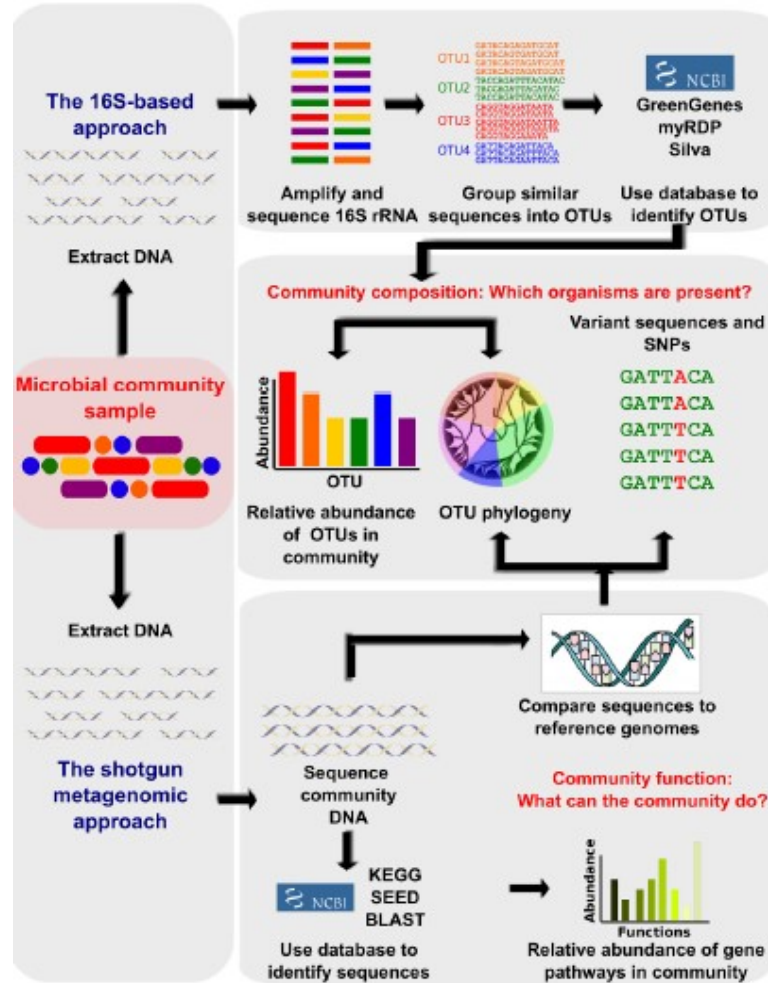 The 16S-based
approach
Extract DNA
Microbial community
sample
Extract DNA
The shotgun
metagenomic
approach
Amplify and
sequence 16S rRNA
OTU1
OTU2
OTU3
OTU4
Group similar
sequences into OTUs
NCBI
GreenGenes
myRDP
Silva
Use database to
identify OTUs
Community composition: Which organisms are present?
Abundance
OTU
Relative abundance
of OTUs in
community
OTU phylogeny
Variant sequences and
SNPs
GATTACA
GATTACA
GATTTCA
GATTTCA
GATTTCA
Sequence
community
DNA
Compare sequences to
reference genomes
NCBI
KEGG
SEED
BLAST
Use database to
identify sequences
Community function:
What can the community do?
Abundance
Functions
Relative abundance of gene
pathways in community